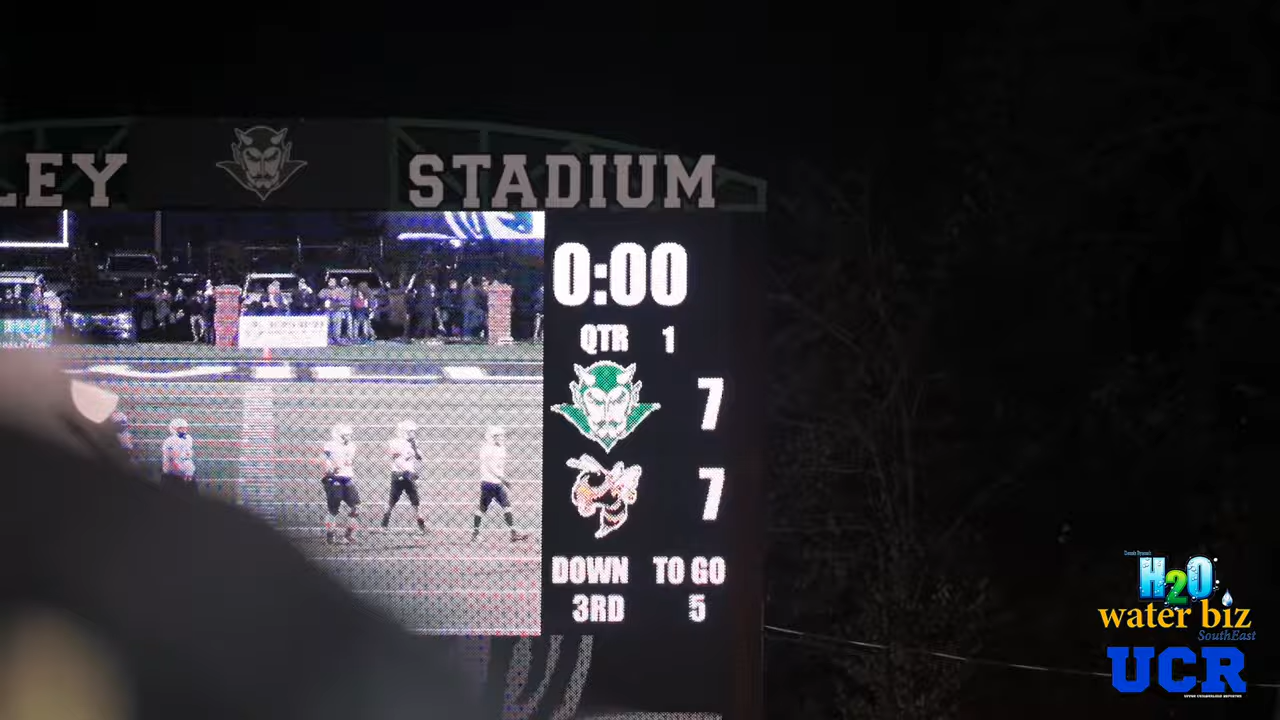 LEY STADIUM
0:00
QTR 1
7
7
DOWN TO GO
3RD 5
H2O
water biz
SouthEast
UCR